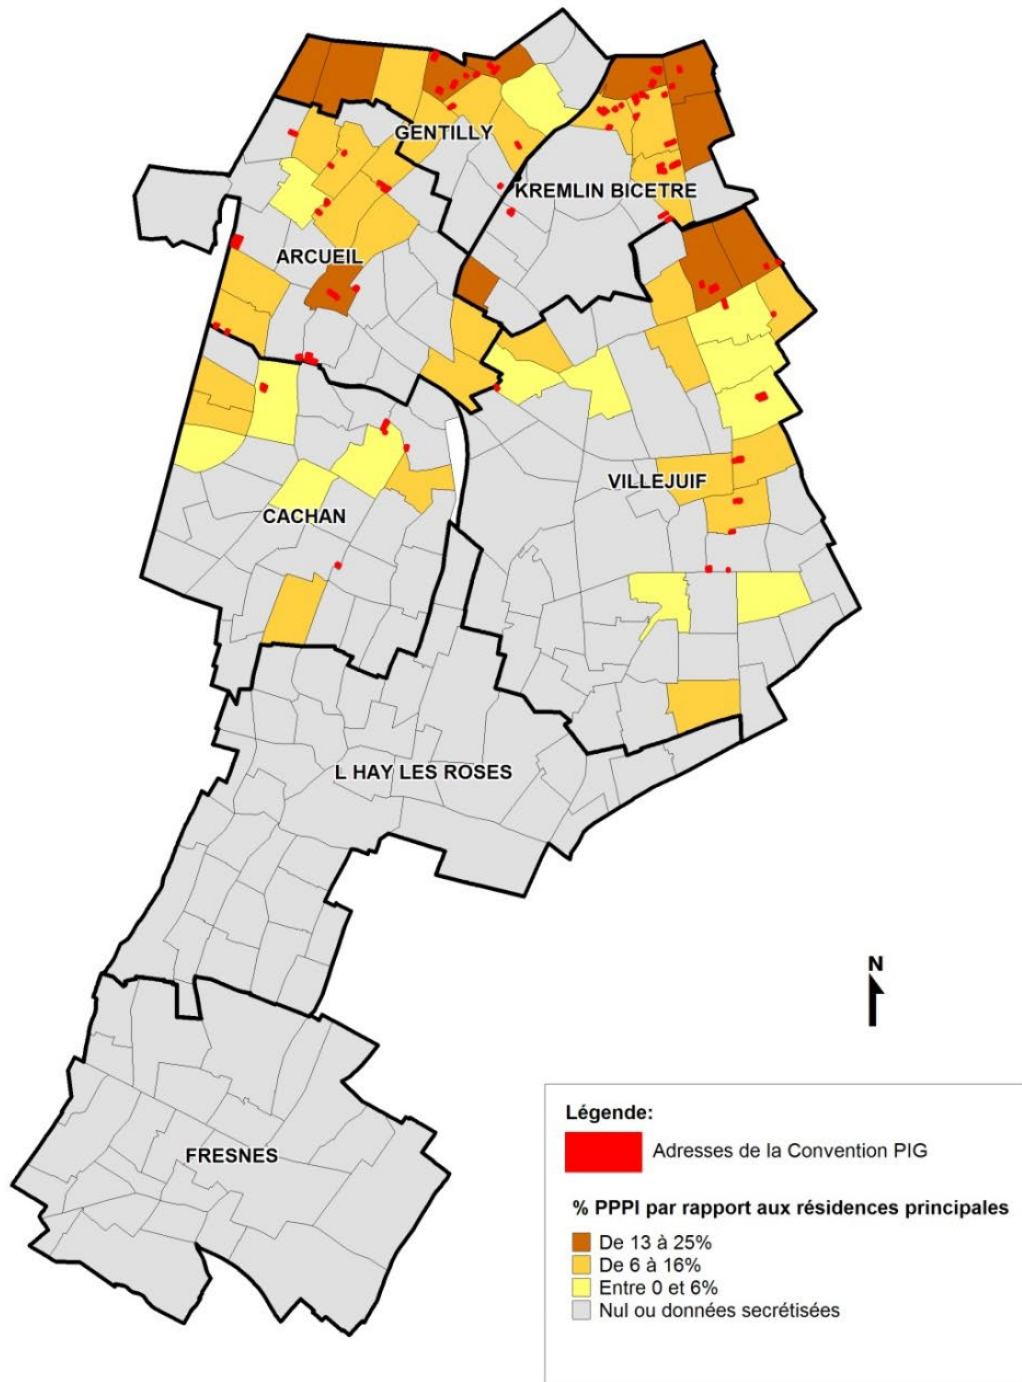 GENTILLY
KREMLIN BICETRE
ARCUEIL
VILLEJUIF
CACHAN
L HAY LES ROSES
N
FRESNES
Légende:
Adresses de la Convention PIG
% PPPI par rapport aux résidences principales
De 13 à 25%
De 6 à 16%
Entre 0 et 6%
Nul ou données secrétisées